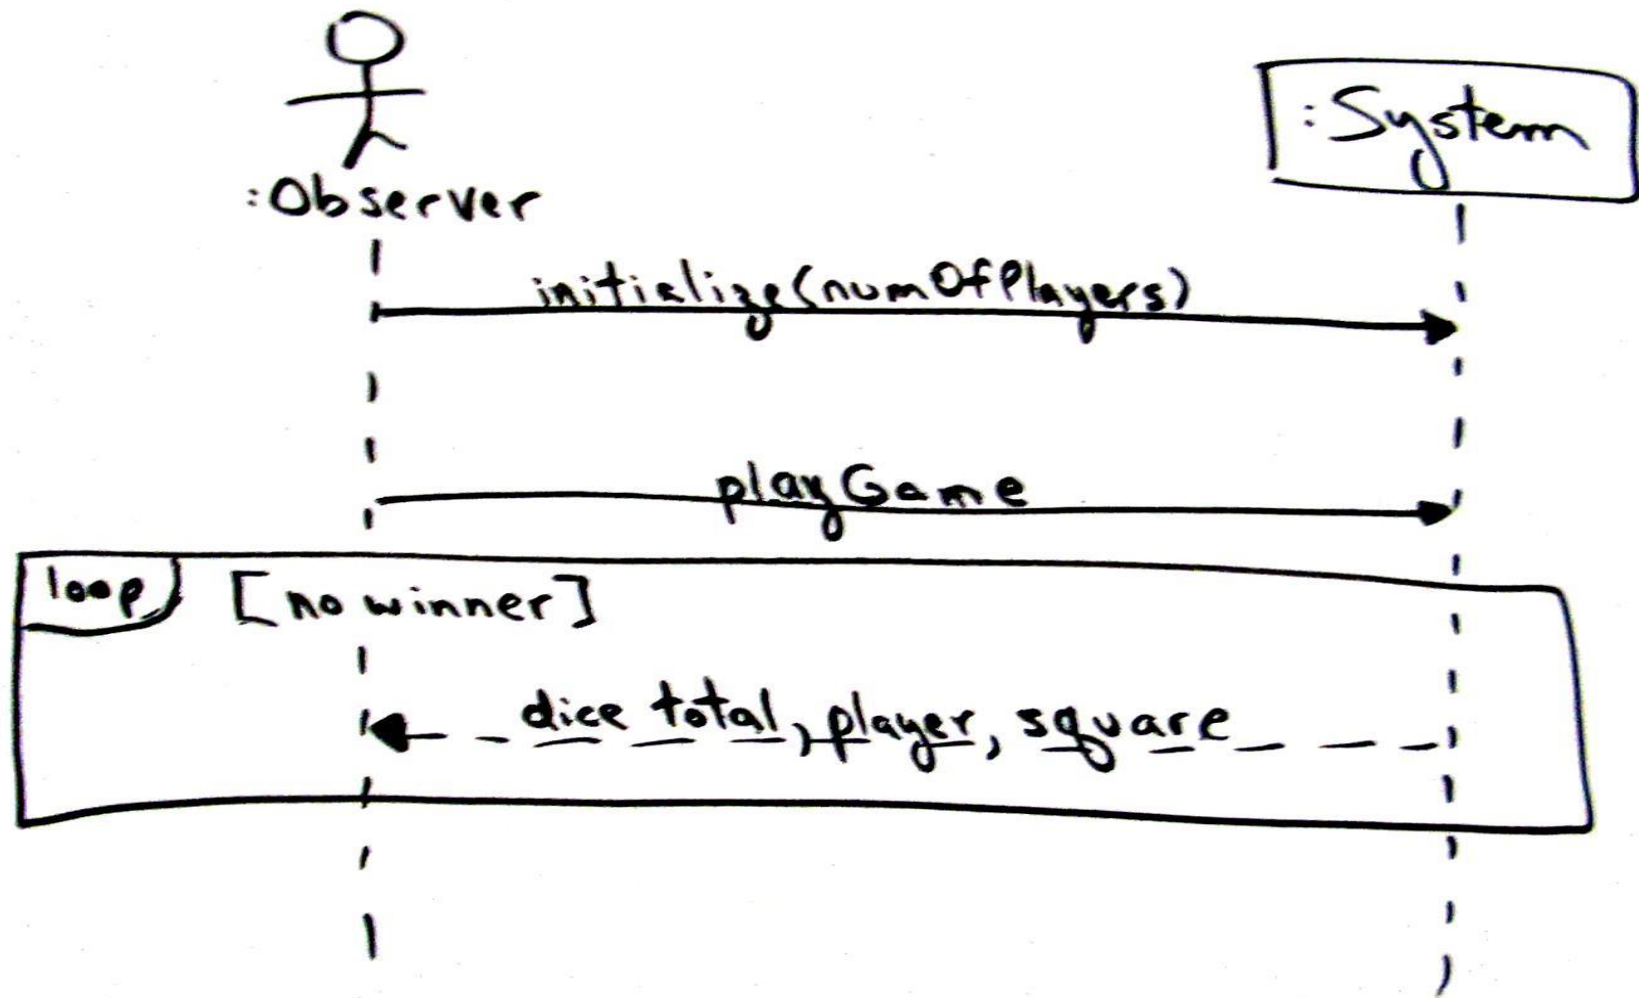 :System
:Observer
initialize(numOfPlayers)
playGame
loop [no winner]
dice total, player, square